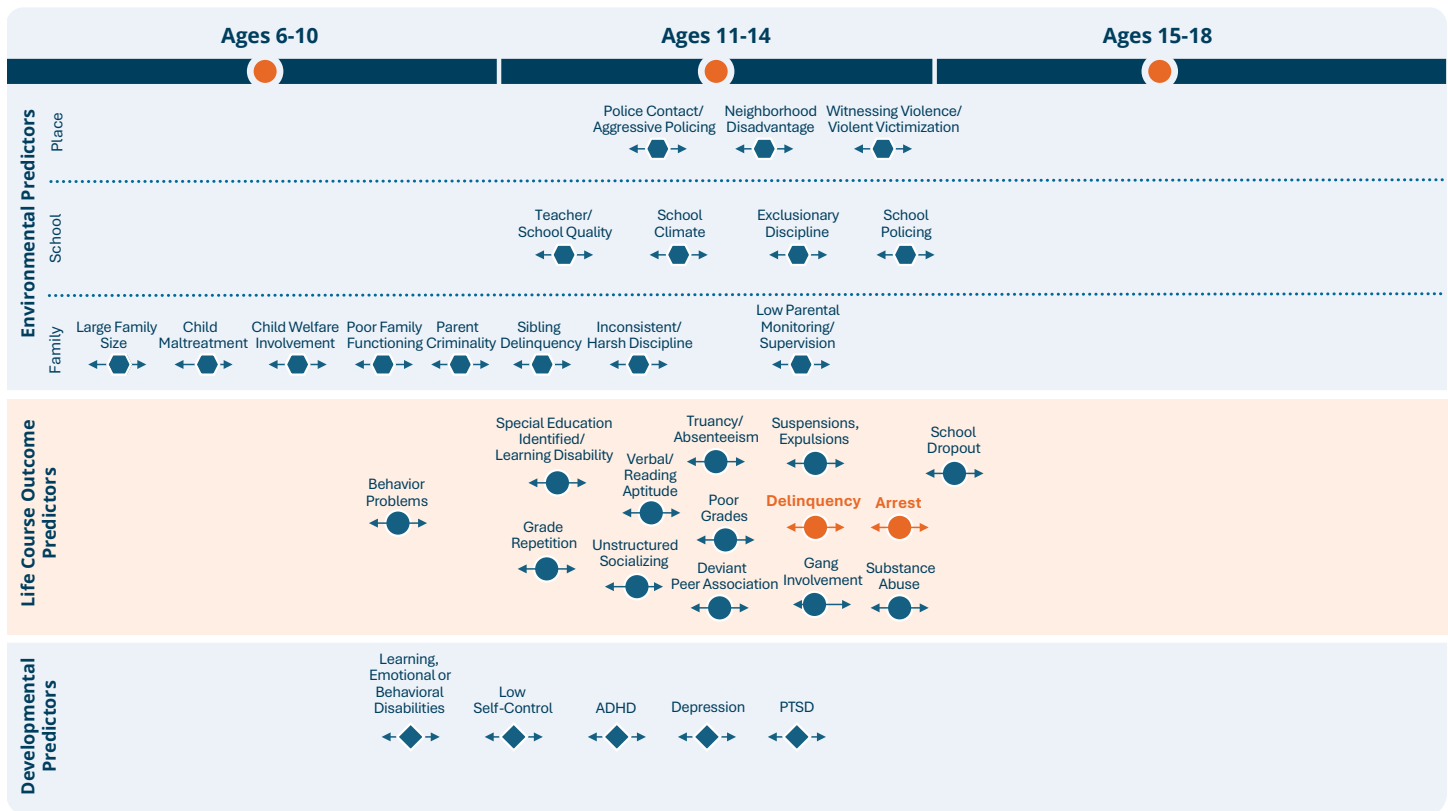 Ages 6-10
Ages 11-14
Ages 15-18
Environmental Predictors
Place
Police Contact/
Aggressive Policing
Neighborhood
Disadvantage
Witnessing Violence/
Violent Victimization
School
Teacher/
School Quality
School
Climate
Exclusionary
Discipline
School
Policing
Family
Large Family
Size
Child
Maltreatment
Child Welfare
Involvement
Poor Family
Functioning
Parent
Criminality
Sibling
Delinquency
Inconsistent/
Harsh Discipline
Low Parental
Monitoring/
Supervision
Life Course Outcome
Predictors
Behavior
Problems
Special Education
Identified/
Learning Disability
Grade
Repetition
Verbal/
Reading
Aptitude
Unstructured
Socializing
Truancy/
Absenteeism
Poor
Grades
Deviant
Peer Association
Suspensions,
Expulsions
Delinquency
Gang
Involvement
Arrest
Substance
Abuse
School
Dropout
Developmental
Predictors
Learning,
Emotional or
Behavioral
Disabilities
Low
Self-Control
ADHD
Depression
PTSD